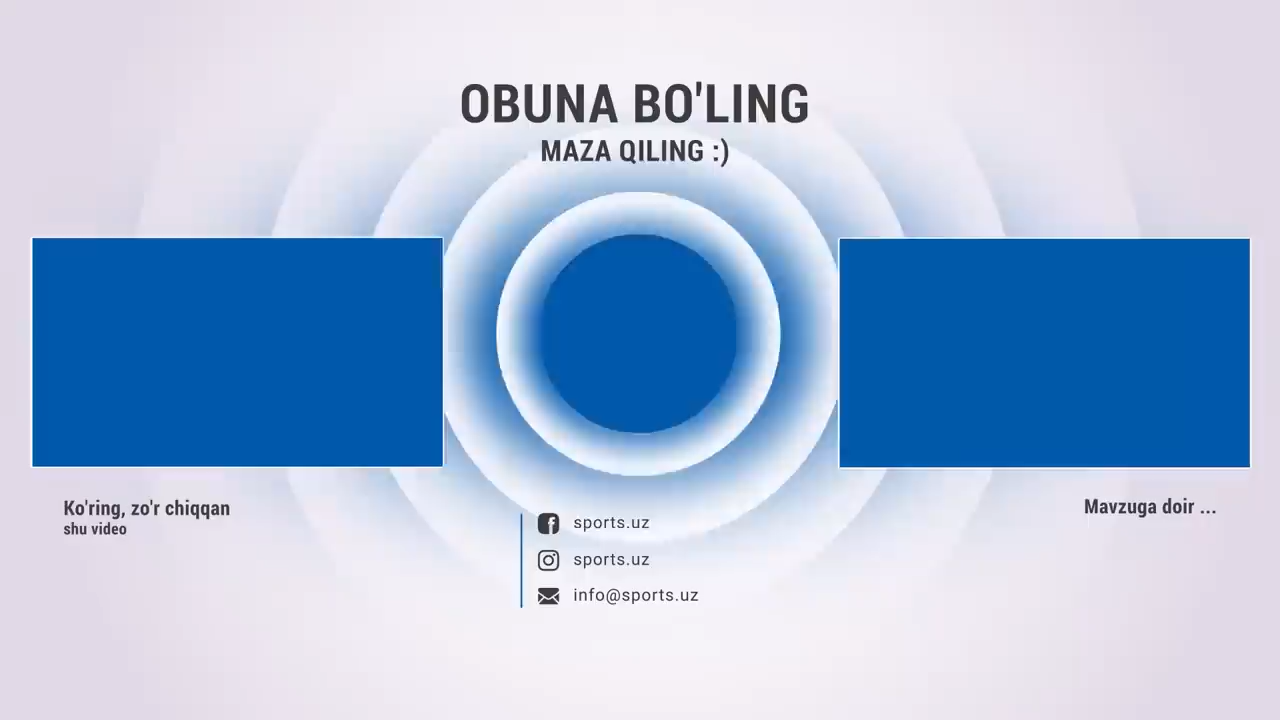 OBUNA BO'LING
MAZA QILING :)
Ko'ring, zo'r chiqqan
shu video
Mavzuga doir ...
sports.uz
sports.uz
info@sports.uz